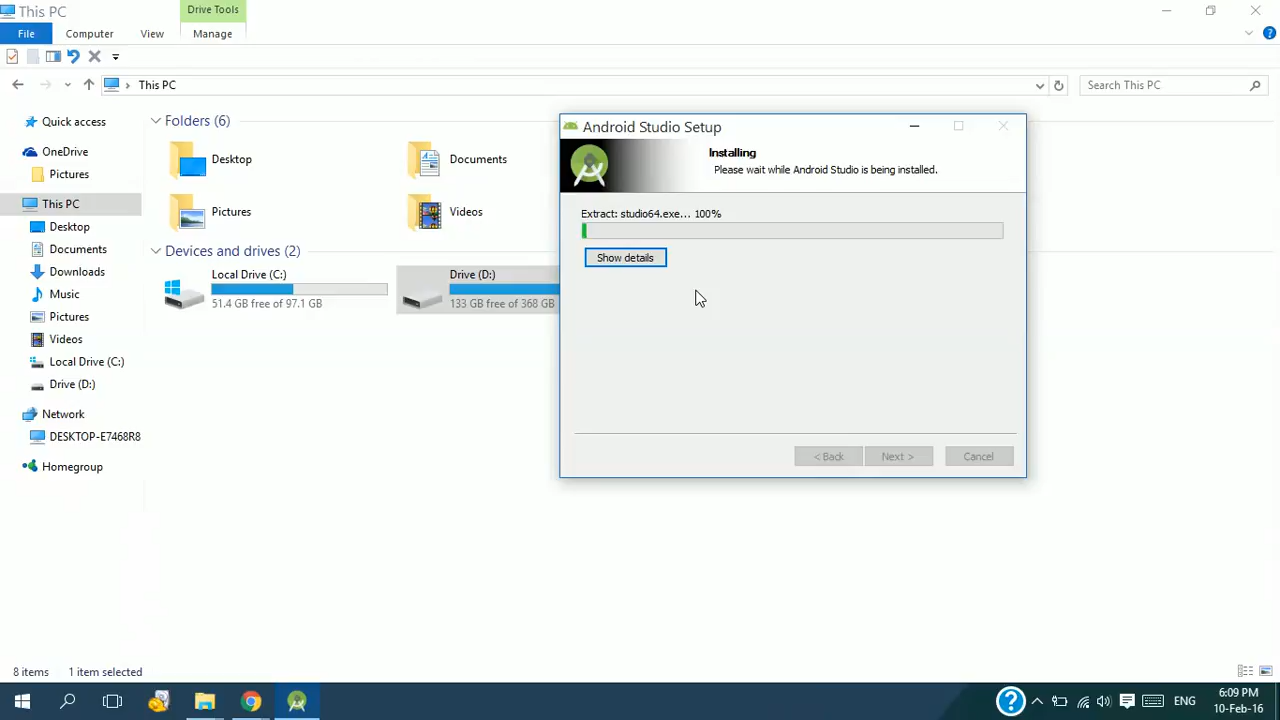 This PC
Drive Tools
File
Computer
View
Manage
This PC
Search This PC
Quick access
OneDrive
Pictures
This PC
Desktop
Documents
Downloads
Music
Pictures
Videos
Local Drive (C:)
Drive (D:)
Network
DESKTOP-E7468R8
Homegroup
Folders (6)
Desktop
Documents
Pictures
Videos
Devices and drives (2)
Local Drive (C:)
51.4 GB free of 97.1 GB
Drive (D:)
133 GB free of 368 GB
Android Studio Setup
Installing
Please wait while Android Studio is being installed.
Extract: studio64.exe... 100%
Show details
< Back
Next >
Cancel
8 items
1 item selected
ENG
6:09 PM
10-Feb-16